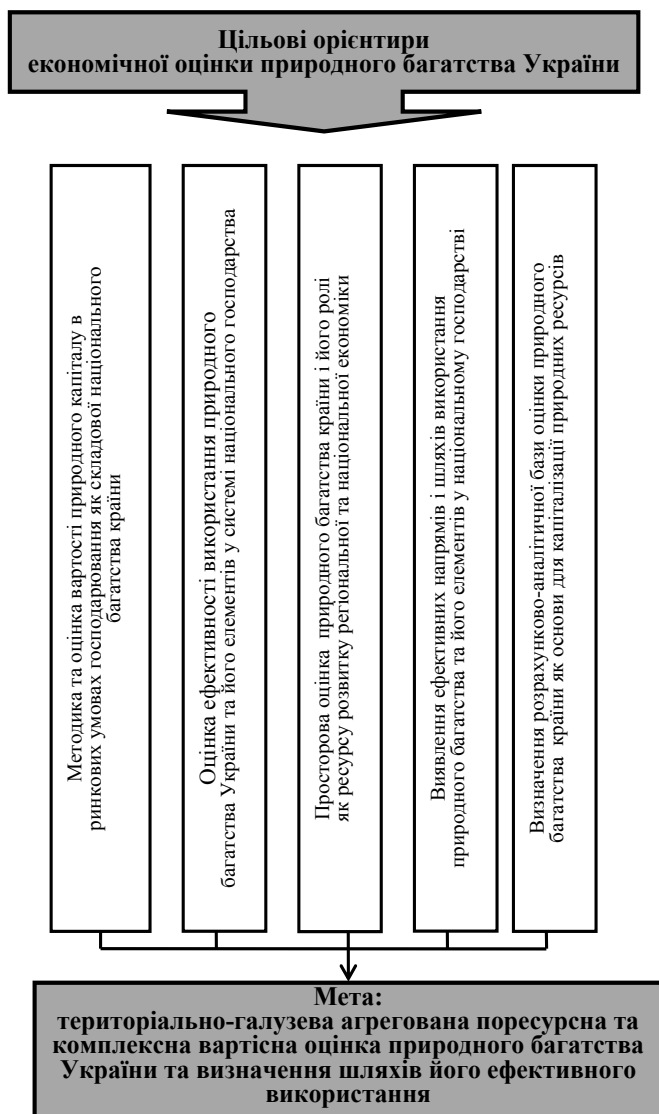 Цільові орієнтири
економічної оцінки природного багатства України
Методика та оцінка вартості природного капіталу в
ринкових умовах господарювання як складової національного
багатства країни
Оцінка ефективності використання природного
багатства України та його елементів у системі національного господарства
Просторова оцінка природного багатства країни і його ролі
як ресурсу розвитку регіональної та національної економіки
Виявлення ефективних напрямів і шляхів використання
природного багатства та його елементів у національному господарстві
Визначення розрахунково-аналітичної бази оцінки природного
багатства країни як основи для капіталізації природних ресурсів
Мета:
територіально-галузева агрегована поресурсна та
комплексна вартісна оцінка природного багатства
України та визначення шляхів його ефективного
використання